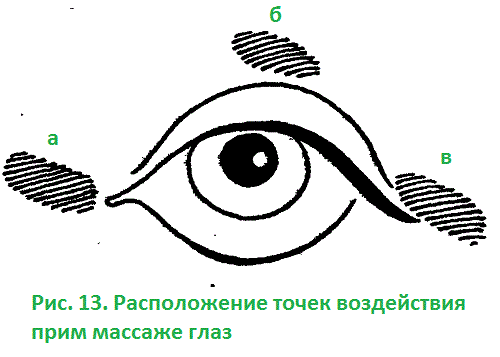 б
а
в
Рис. 13. Расположение точек воздействия
прим массаже глаз